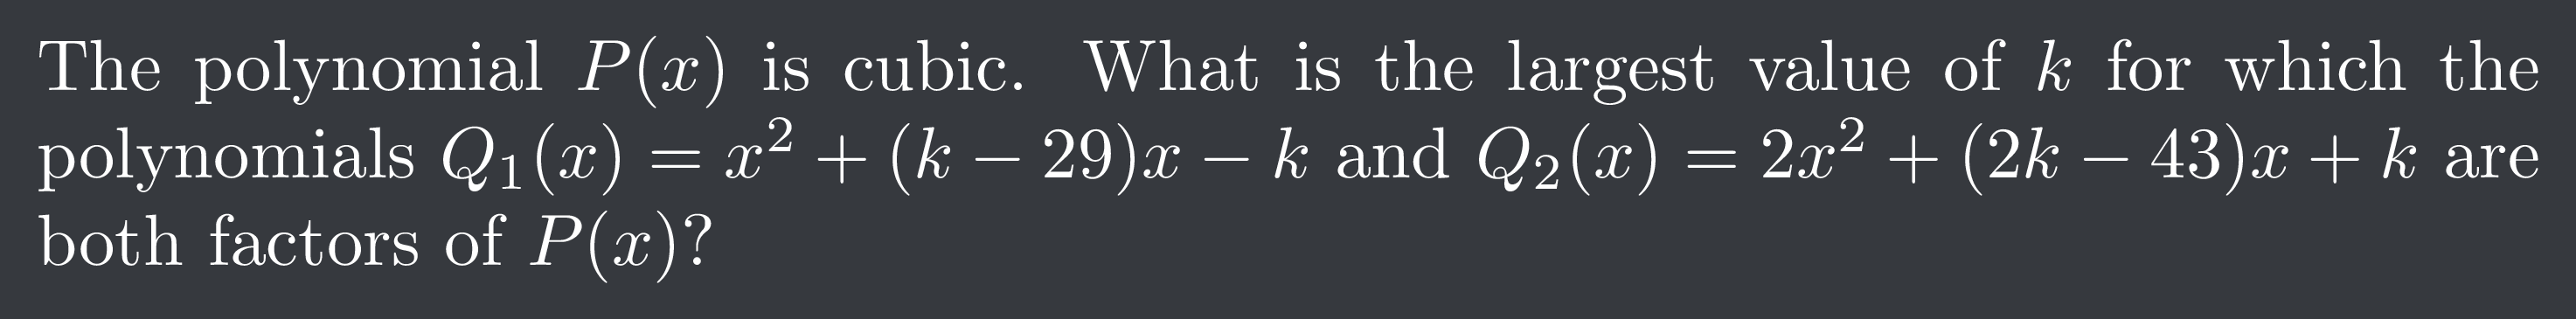 The polynomial P(x) is cubic. What is the largest value of k for which the
polynomials Q₁(x) = x² + (k − 29)x − k and Q₂(x) = 2x² + (2k − 43)x + k are
both factors of P(x)?